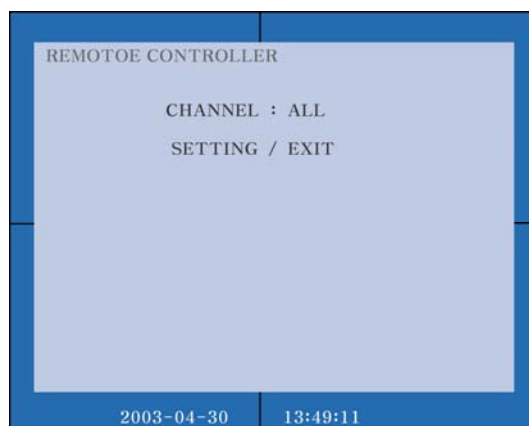 REMOTOE CONTROLLER
CHANNEL : ALL
SETTING / EXIT
2003-04-30 13:49:11